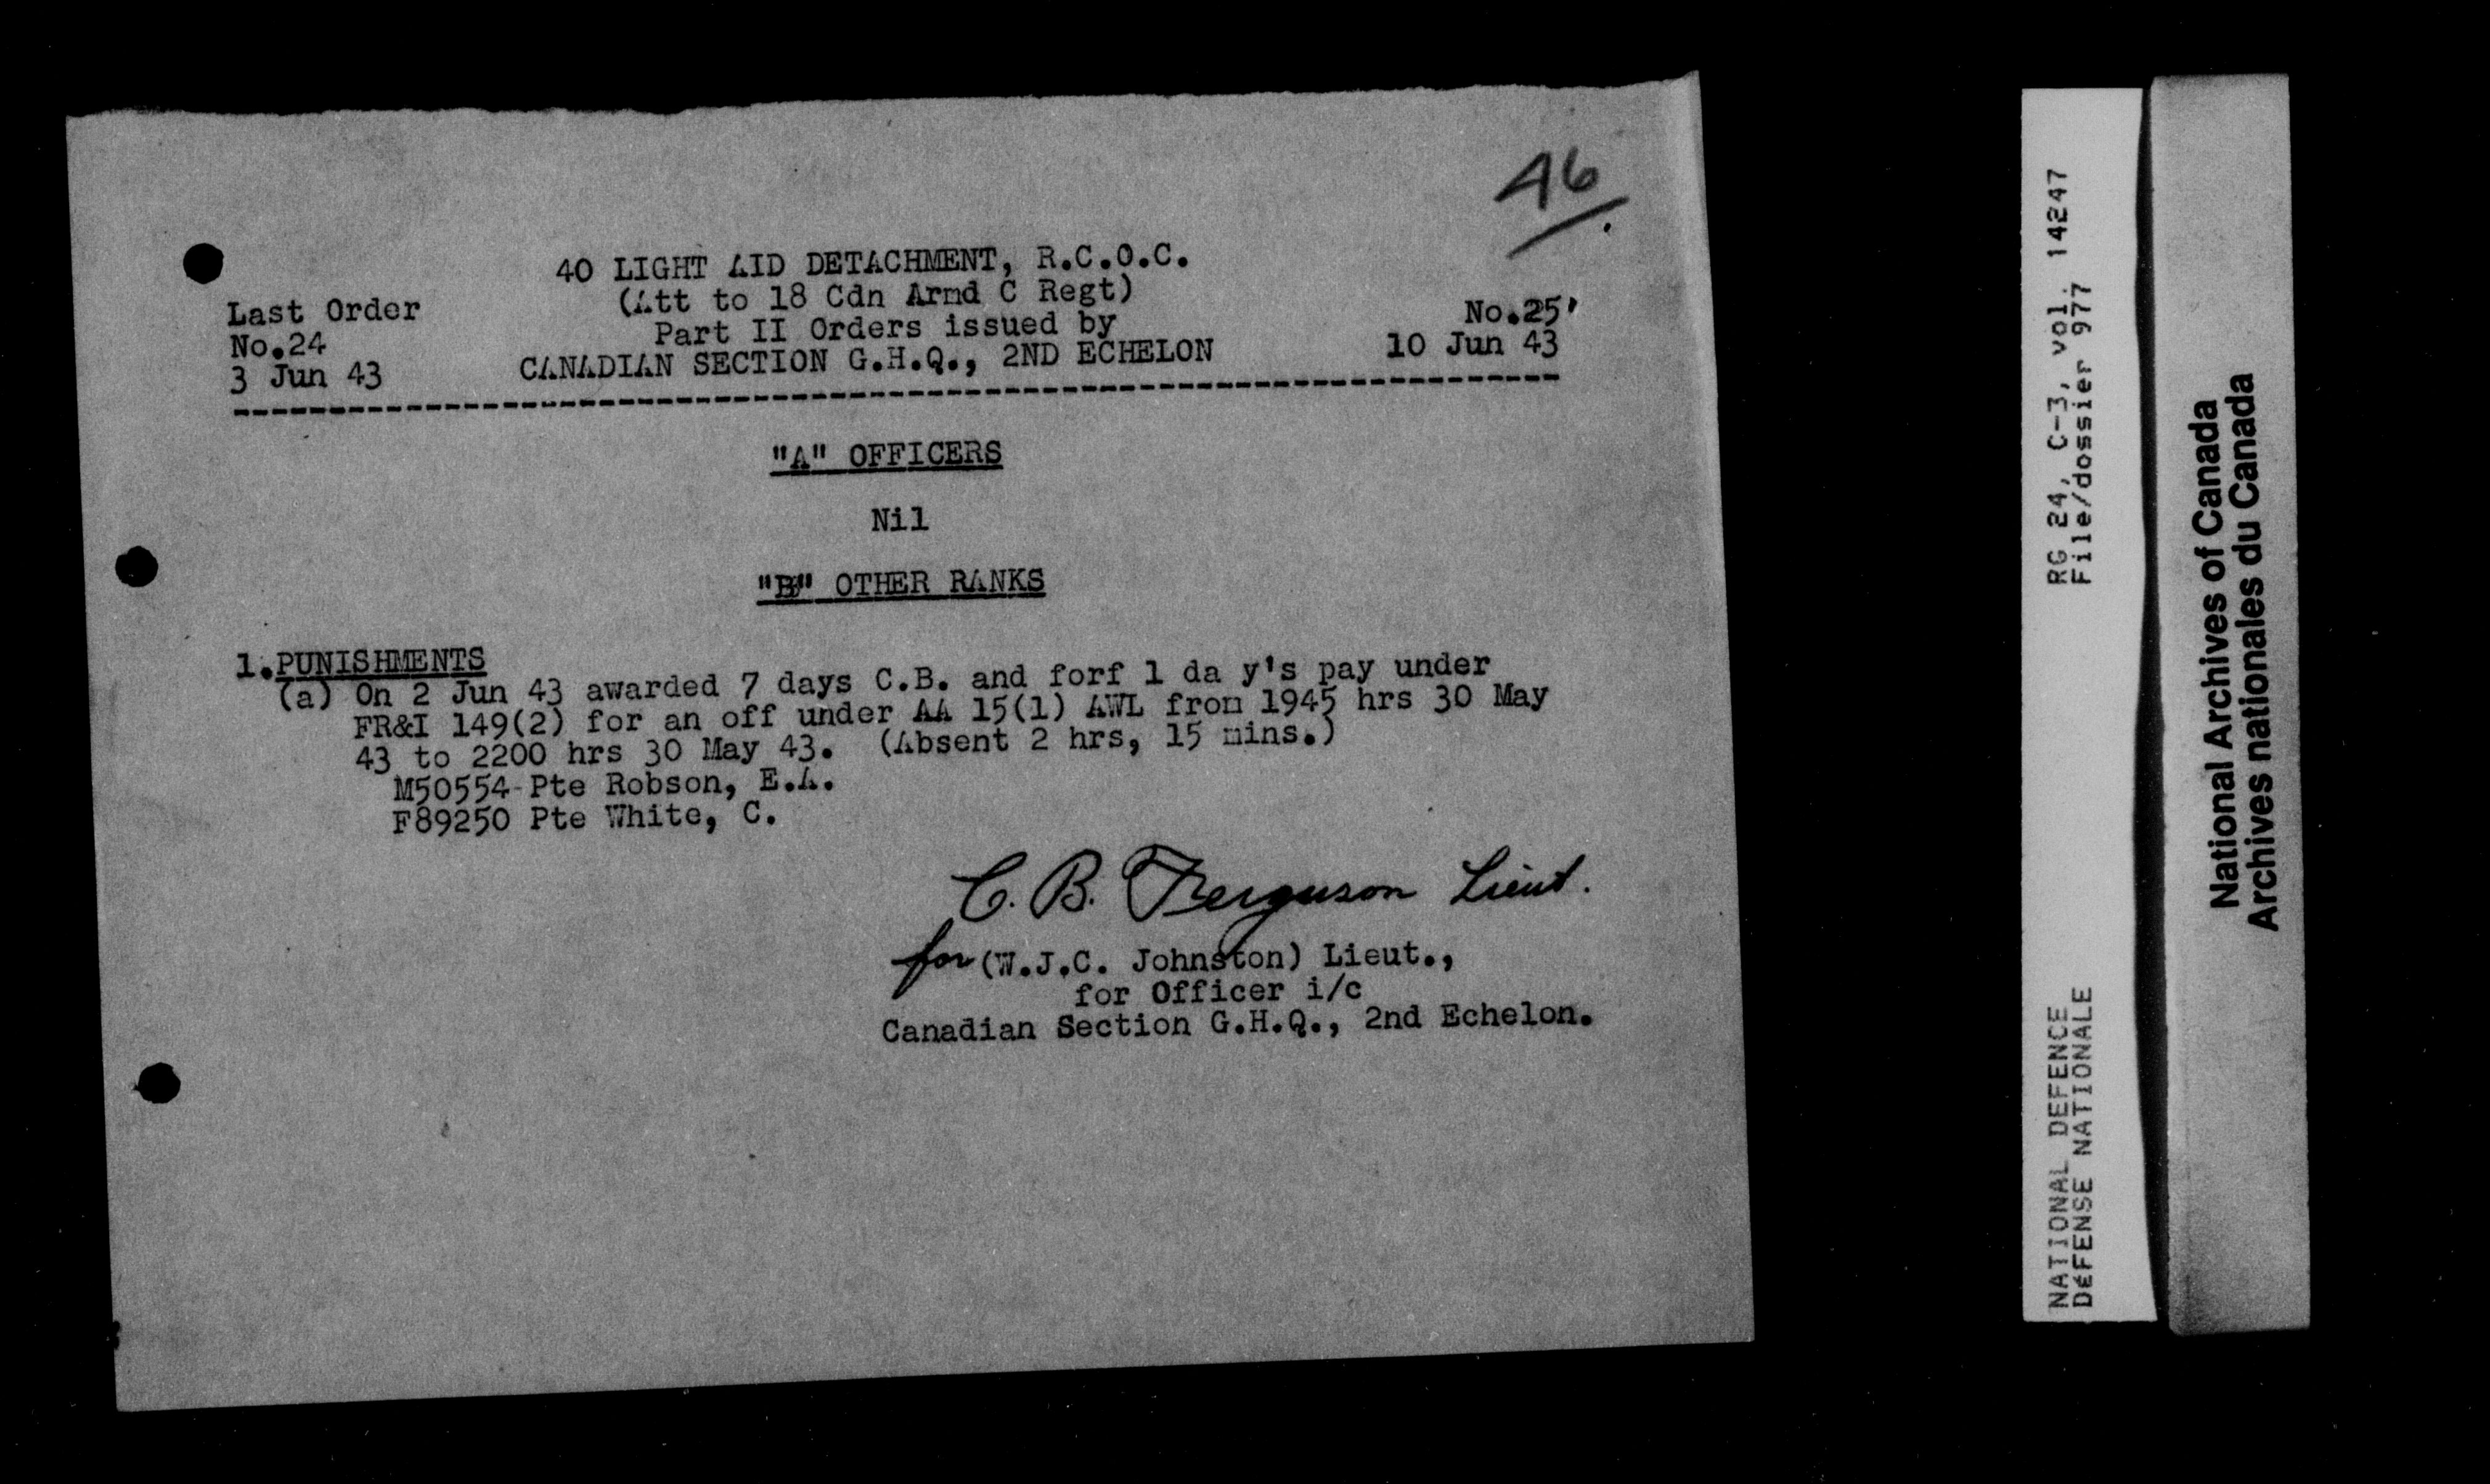 46.
40 LIGHT AID DETACHMENT, R.C.O.C.
(Att to 18 Cdn Armd C Regt)
Part II Orders issued by
CANADIAN SECTION G.H.Q., 2ND ECHELON
Last Order
No.24
3 Jun 43
No.25
10 Jun 43
"A" OFFICERS
Nil
"B" OTHER RANKS
1.PUNISHMENTS
(a) On 2 Jun 43 awarded 7 days C.B. and forf 1 da y's pay under
FR&I 149(2) for an off under AA 15(1) AWL from 1945 hrs 30 May
43 to 2200 hrs 30 May 43. (Absent 2 hrs, 15 mins.)
M50554-Pte Robson, E.A.
F89250 Pte White, C.
C. B. Ferguson Lieut.
for (W.J.C. Johnston) Lieut.,
for Officer i/c
Canadian Section G.H.Q., 2nd Echelon.
RG 24, C-3, vol. 14247
File/dossier 977
NATIONAL DEFENCE
DÉFENSE NATIONALE
National Archives of Canada
Archives nationales du Canada